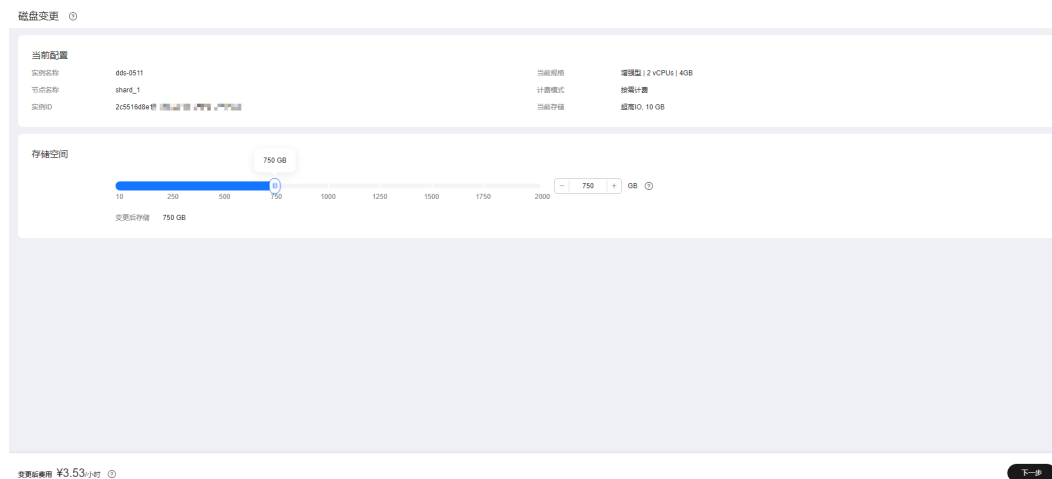 磁盘变更
当前配置
实例名称 dds-0511 当前规格 增强型 | 2 vCPUs | 4GB
节点名称 shard_1 计费模式 按需计费
实例ID 2c5516d8e1 当前存储 超高IO, 10 GB
存储空间
750 GB
− 750 + GB
10 250 500 750 1000 1250 1500 1750 2000
变更后存储 750 GB
变更后费用 ¥3.53/小时
下一步